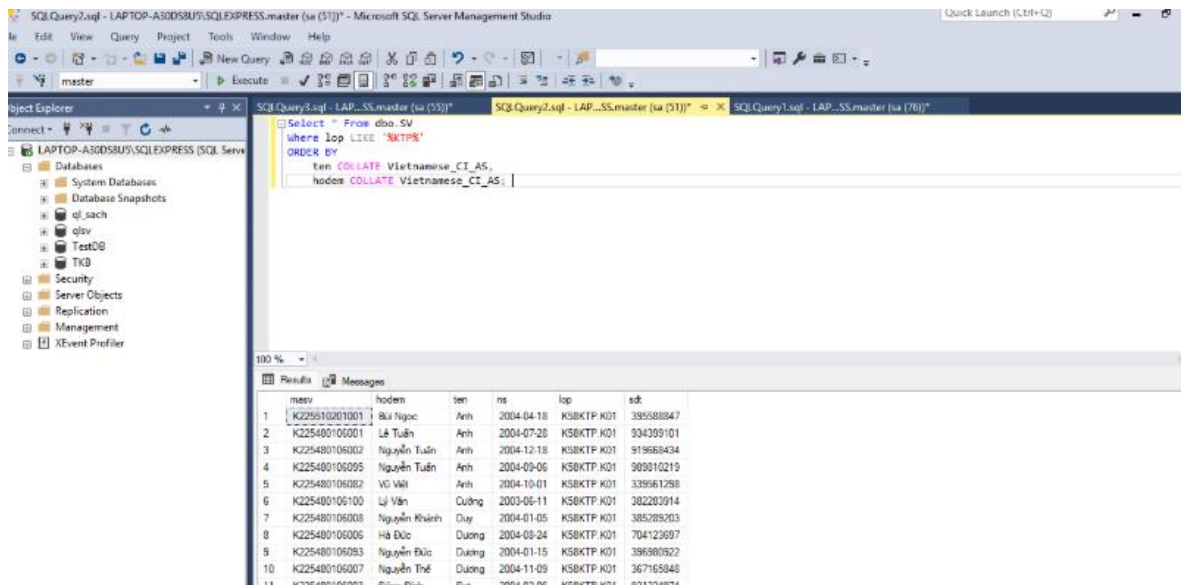 SQLQuery2.sql - LAPTOP-A30DS8U5\SQLEXPRESS.master (sa (51))* - Microsoft SQL Server Management Studio
Quick Launch (Ctrl+Q)
Edit View Query Project Tools Window Help
New Query
master
Execute
Object Explorer
SQLQuery3.sql - LAP...SS.master (sa (55))*
SQLQuery2.sql - LAP...SS.master (sa (51))*
SQLQuery1.sql - LAP...SS.master (sa (76))*
Connect
LAPTOP-A30DS8U5\SQLEXPRESS (SQL Serve
Databases
System Databases
Database Snapshots
ql_sach
qlsv
TestDB
TKB
Security
Server Objects
Replication
Management
XEvent Profiler
Select * From dbo.SV
Where lop LIKE '%KTP%'
ORDER BY
ten COLLATE Vietnamese_CI_AS,
hodem COLLATE Vietnamese_CI_AS;
100 %
Results Messages
masv hodem ten ns lop sdt
1 K225510201001 Bùi Ngọc Anh 2004-04-18 K58KTP.K01 395588847
2 K225480106001 Lê Tuấn Anh 2004-07-28 K58KTP.K01 934399101
3 K225480106002 Nguyễn Tuấn Anh 2004-12-18 K58KTP.K01 919668434
4 K225480106095 Nguyễn Tuấn Anh 2004-09-06 K58KTP.K01 989810219
5 K225480106082 Vũ Việt Anh 2004-10-01 K58KTP.K01 339961298
6 K225480106100 Lý Văn Cường 2003-06-11 K58KTP.K01 382283914
7 K225480106008 Nguyễn Khánh Duy 2004-01-05 K58KTP.K01 385289203
8 K225480106006 Hà Đức Dương 2004-08-24 K58KTP.K01 704123697
9 K225480106093 Nguyễn Đức Dương 2004-01-15 K58KTP.K01 396980922
10 K225480106007 Nguyễn Thế Dương 2004-11-09 K58KTP.K01 367165848